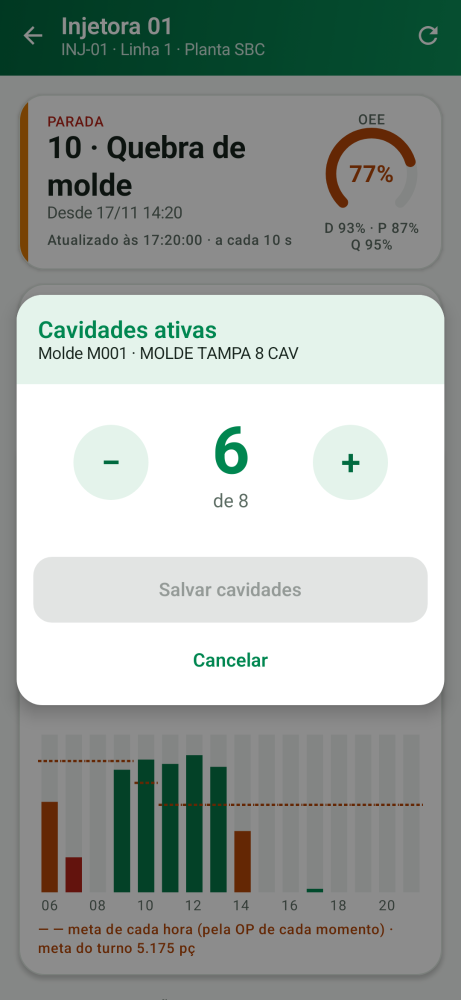 Injetora 01
INJ-01 · Linha 1 · Planta SBC
PARADA
10 · Quebra de
molde
Desde 17/11 14:20
Atualizado às 17:20:00 · a cada 10 s
OEE
77%
D 93% · P 87%
Q 95%
Cavidades ativas
Molde M001 · MOLDE TAMPA 8 CAV
−
6
+
de 8
Salvar cavidades
Cancelar
06 08 10 12 14 16 18 20
— — meta de cada hora (pela OP de cada momento) ·
meta do turno 5.175 pç